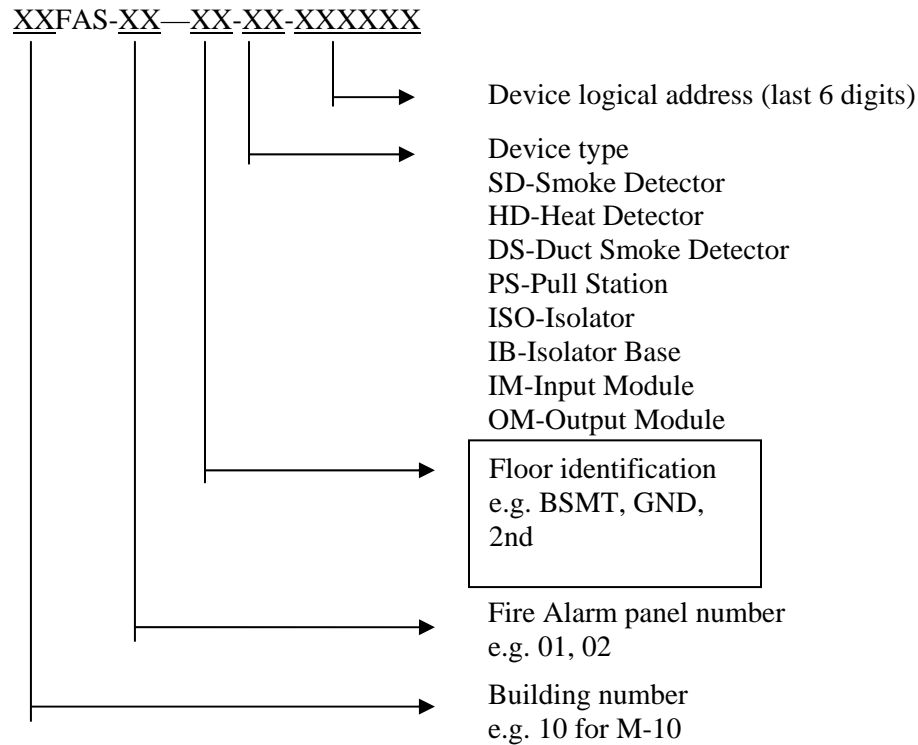 XXFAS-XX—XX-XX-XXXXXX
Device logical address (last 6 digits)
Device type
SD-Smoke Detector
HD-Heat Detector
DS-Duct Smoke Detector
PS-Pull Station
ISO-Isolator
IB-Isolator Base
IM-Input Module
OM-Output Module
Floor identification
e.g. BSMT, GND,
2nd
Fire Alarm panel number
e.g. 01, 02
Building number
e.g. 10 for M-10